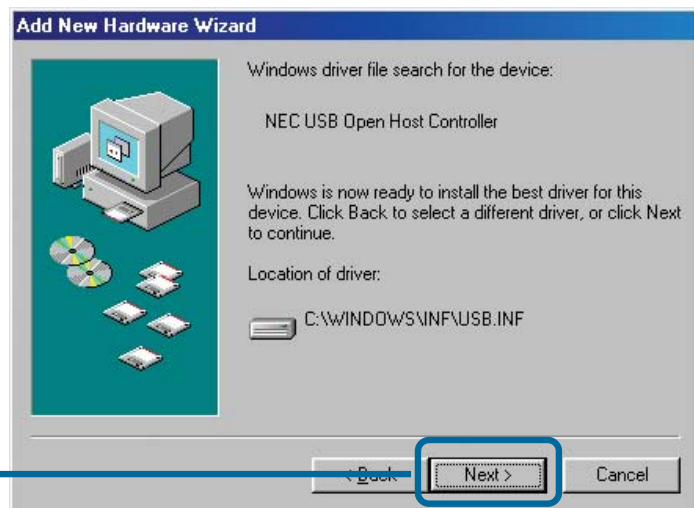 Add New Hardware Wizard
Windows driver file search for the device:
NEC USB Open Host Controller
Windows is now ready to install the best driver for this
device. Click Back to select a different driver, or click Next
to continue.
Location of driver:
C:\WINDOWS\INF\USB.INF
< Back
Next >
Cancel